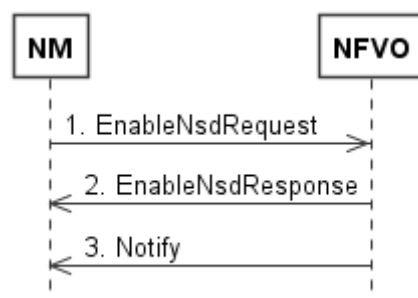 NM
NFVO
1. EnableNsdRequest
2. EnableNsdResponse
3. Notify